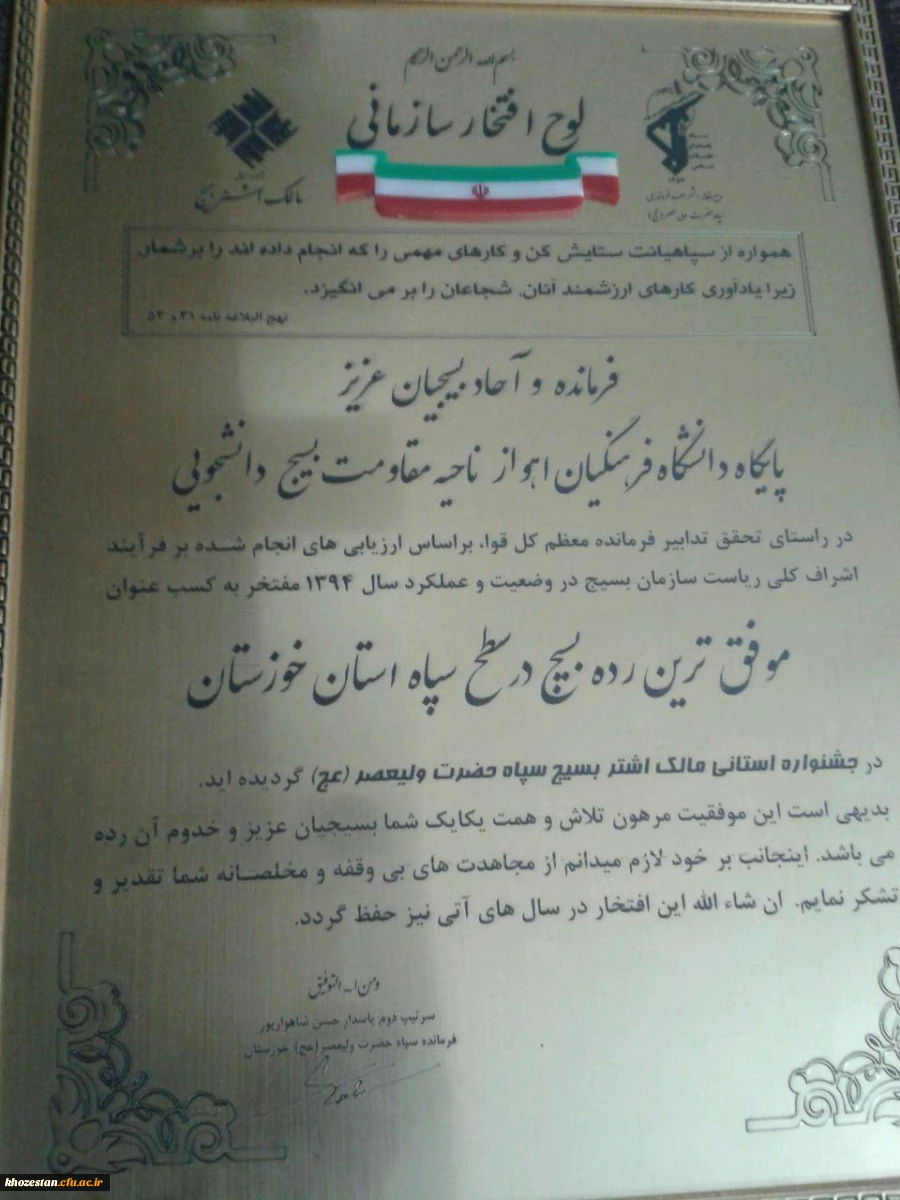 بسم الله الرحمن الرحیم
لوح افتخار سازمانی
مالک اشتر بسیج
همواره از سپاهیانت ستایش کن و کارهای مهمی را که انجام داده اند را برشمار
زیرا یادآوری کارهای ارزشمند آنان، شجاعان را بر می انگیزد.
نهج البلاغه نامه ۳۱ و ۵۳
فرمانده و آحاد بسیجیان عزیز
پایگاه دانشگاه فرهنگیان اهواز ناحیه مقاومت بسیج دانشجویی
در راستای تحقق تدابیر فرمانده معظم کل قوا، براساس ارزیابی های انجام شده بر فرآیند
اشراف کلی ریاست سازمان بسیج در وضعیت و عملکرد سال ۱۳۹۴ مفتخر به کسب عنوان
موفق ترین رده بسیج در سطح سپاه استان خوزستان
در جشنواره استانی مالک اشتر بسیج سپاه حضرت ولیعصر (عج) گردیده اید.
بدیهی است این موفقیت مرهون تلاش و همت یکایک شما بسیجیان عزیز و خدوم آن رده
می باشد. اینجانب بر خود لازم میدانم از مجاهدت های بی وقفه و مخلصانه شما تقدیر و
تشکر نمایم. ان شاء الله این افتخار در سال های آتی نیز حفظ گردد.
ومن ا... التوفیق
سرتیپ دوم پاسدار حسن شاهوارپور
فرمانده سپاه حضرت ولیعصر (عج) خوزستان
khozestan.cfu.ac.ir